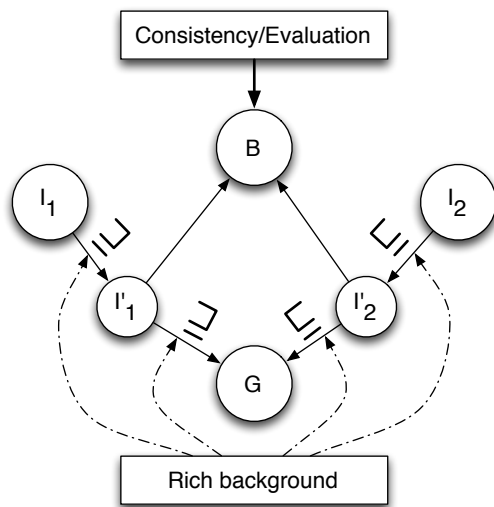 Consistency/Evaluation
B
I1
I2
⊑
⊑
I'1
I'2
⊑
⊑
G
Rich background